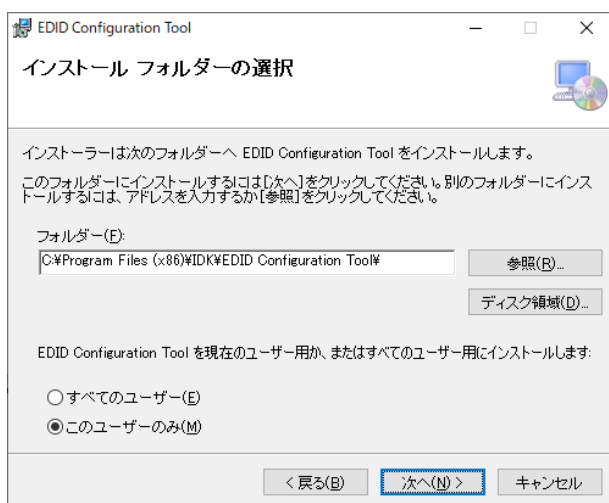 EDID Configuration Tool
インストール フォルダーの選択
インストーラーは次のフォルダーへ EDID Configuration Tool をインストールします。
このフォルダーにインストールするには[次へ]をクリックしてください。別のフォルダーにインス
トールするには、アドレスを入力するか[参照]をクリックしてください。
フォルダー(F):
C:¥Program Files (x86)¥IDK¥EDID Configuration Tool¥
参照(R)...
ディスク領域(D)...
EDID Configuration Tool を現在のユーザー用か、またはすべてのユーザー用にインストールします:
すべてのユーザー(E)
このユーザーのみ(M)
< 戻る(B)
次へ(N) >
キャンセル